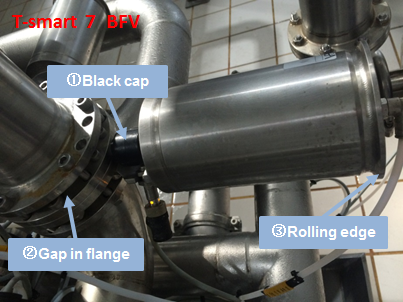 T-smart 7 BFV
①Black cap
②Gap in flange
③Rolling edge